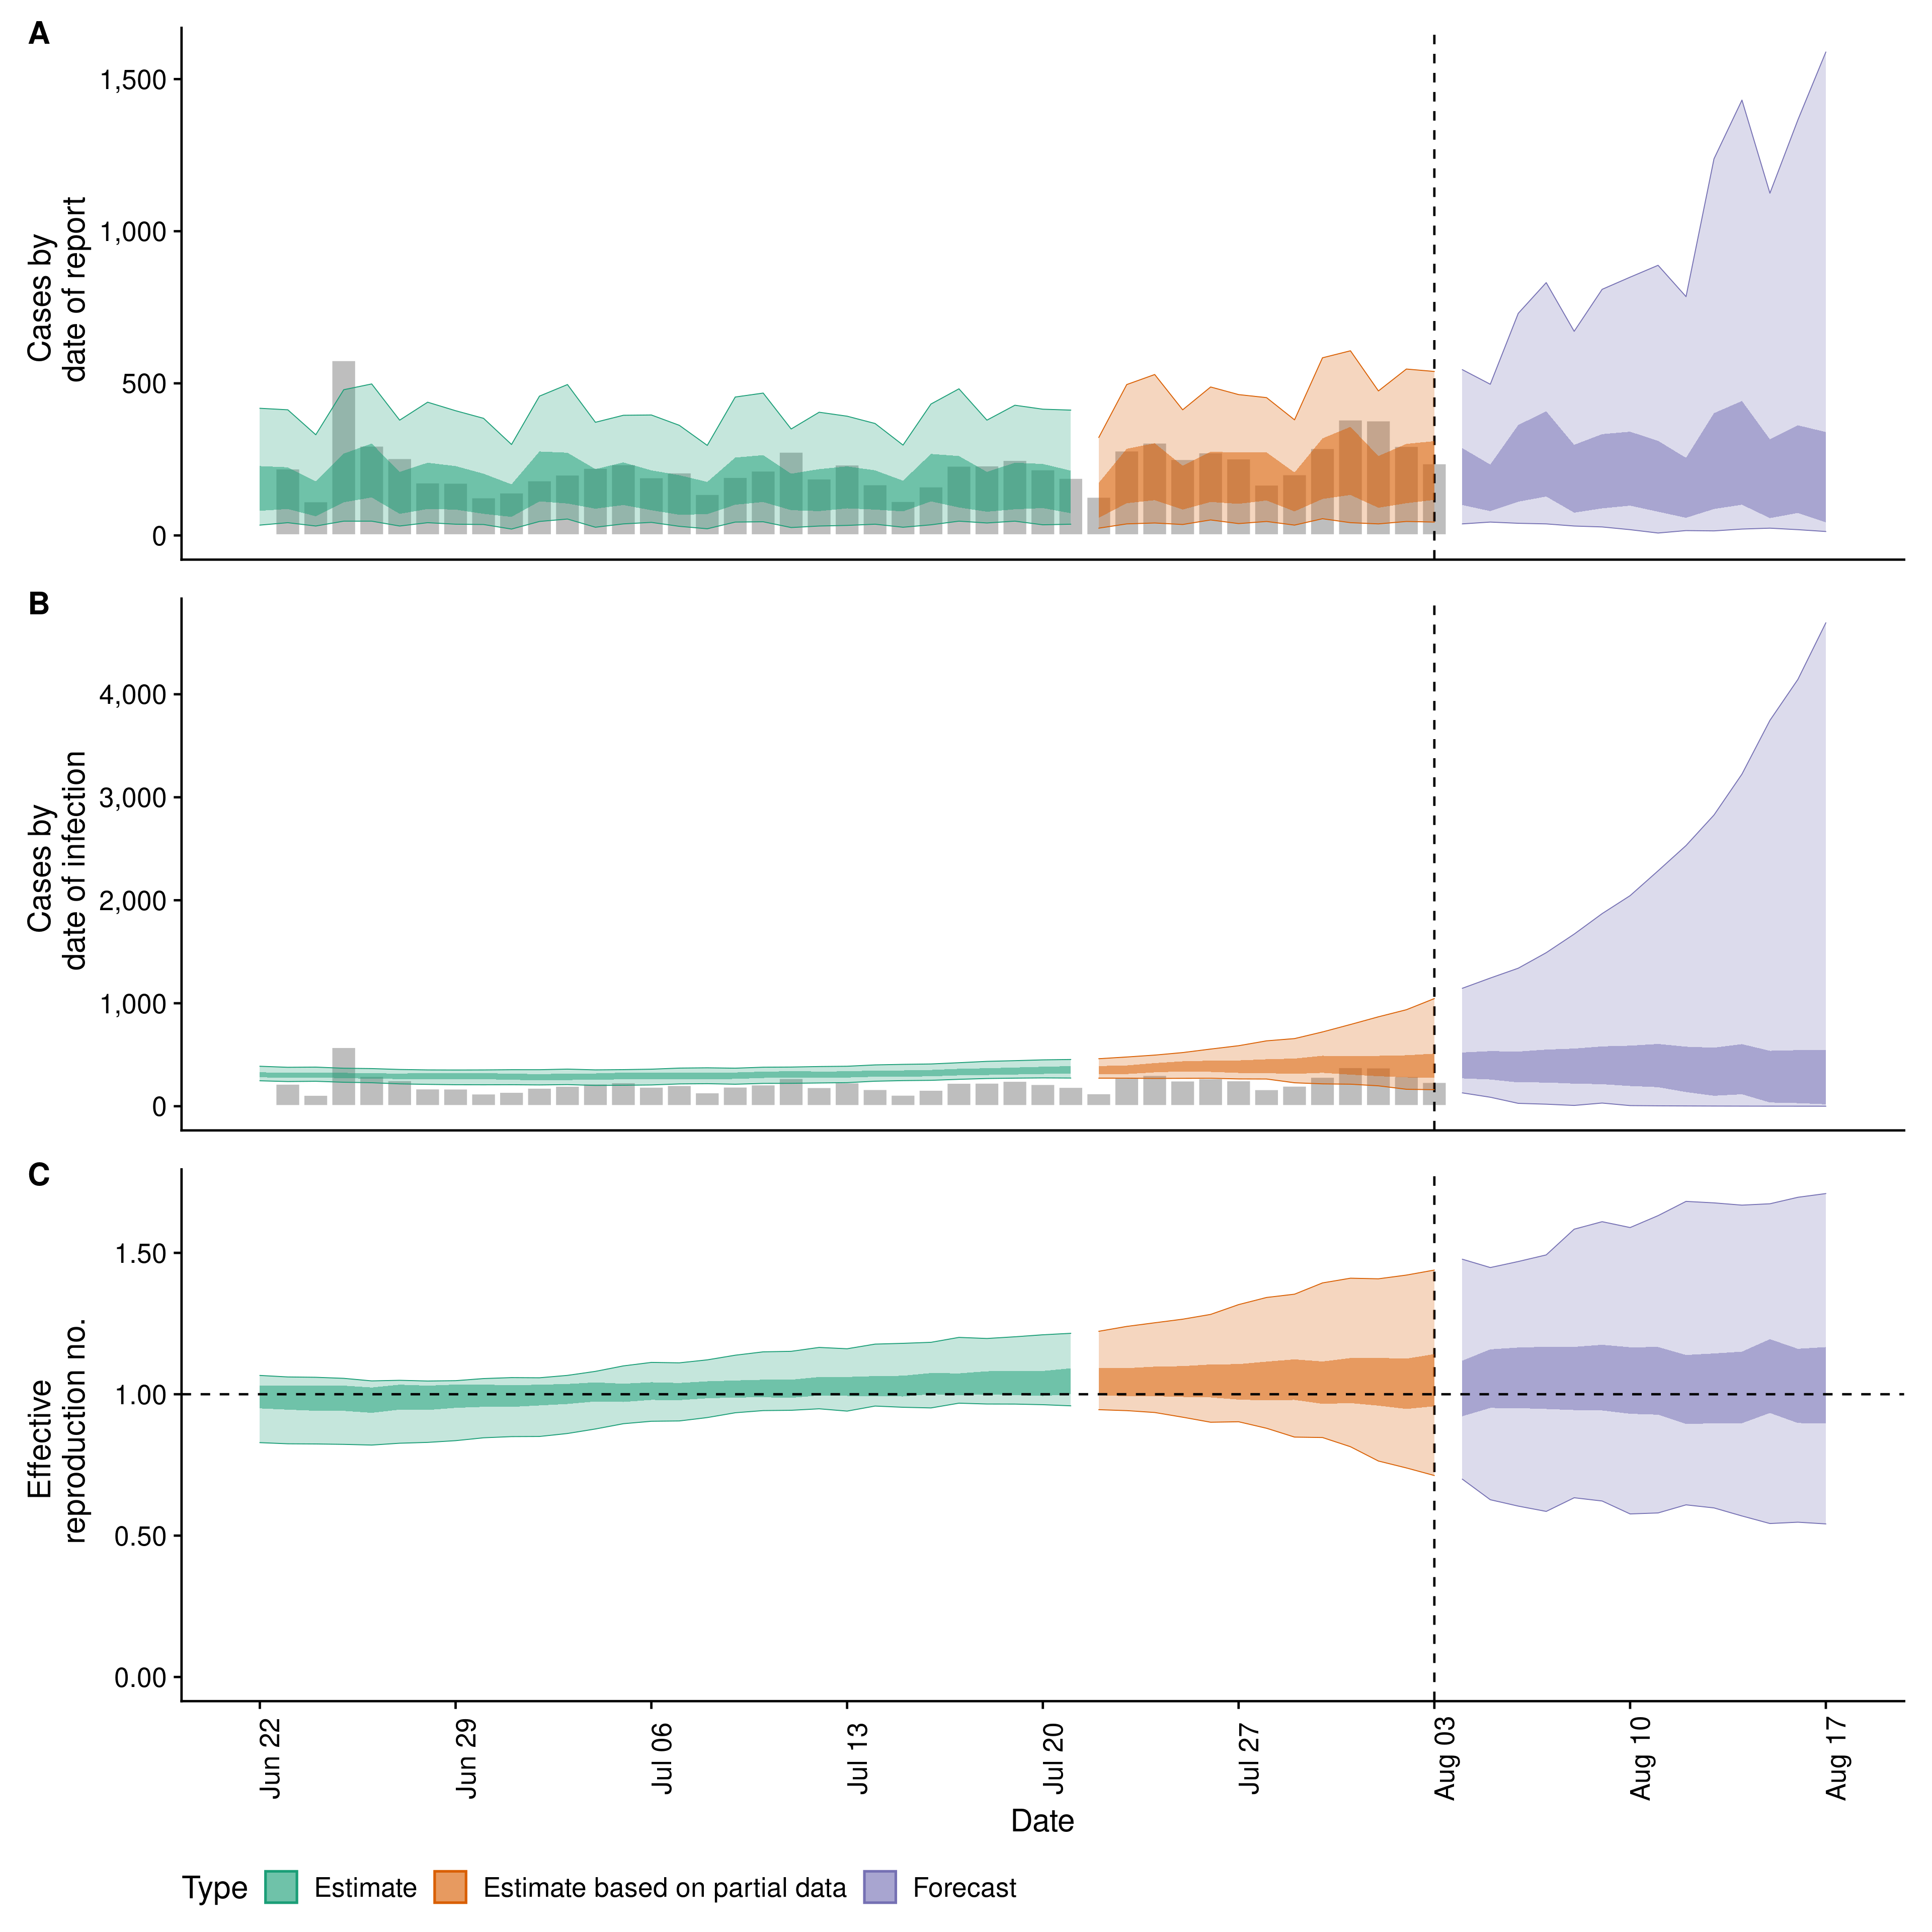 A
1,500
1,000
500
0
Cases by
date of report
B
4,000
3,000
2,000
1,000
0
Cases by
date of infection
C
1.50
1.00
0.50
0.00
Effective
reproduction no.
Jun 22
Jun 29
Jul 06
Jul 13
Jul 20
Jul 27
Aug 03
Aug 10
Aug 17
Date
Type Estimate Estimate based on partial data Forecast